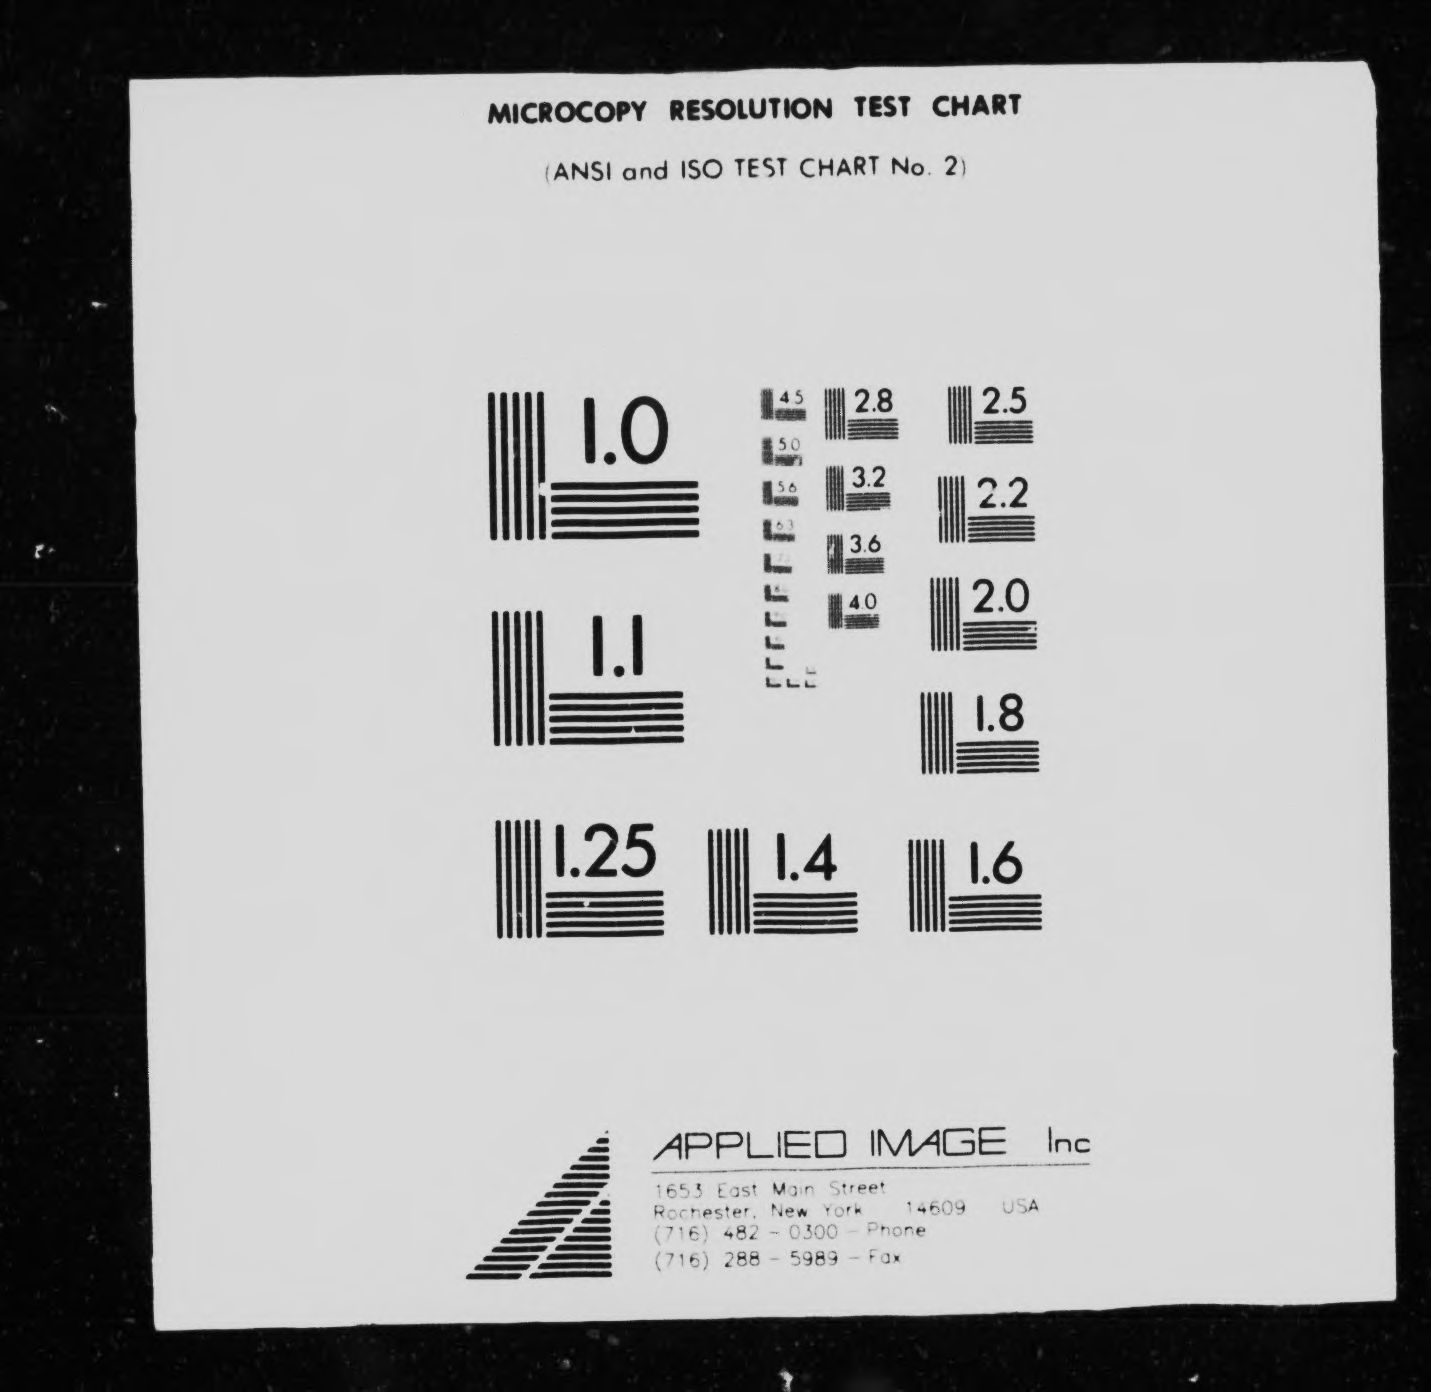 MICROCOPY RESOLUTION TEST CHART
(ANSI and ISO TEST CHART No. 2)
1.0
1.1
1.25
1.4
1.6
1.8
2.0
2.2
2.5
2.8
3.2
3.6
4.0
4.5
5.0
5.6
6.3
APPLIED IMAGE Inc
1653 East Main Street
Rochester, New York 14609 USA
(716) 482 - 0300 - Phone
(716) 288 - 5989 - Fax